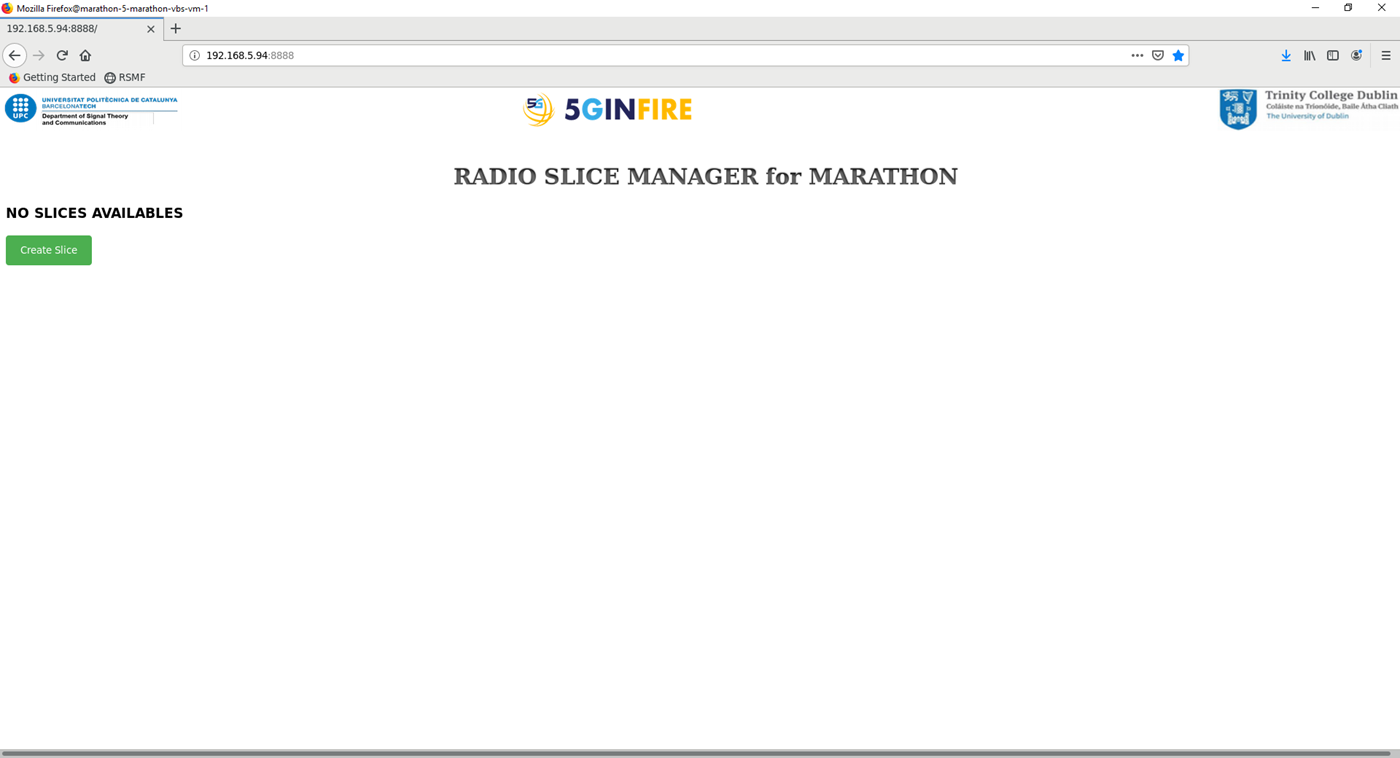 Mozilla Firefox@marathon-5-marathon-vbs-vm-1
192.168.5.94:8888/
192.168.5.94:8888
Getting Started RSMF
UPC
UNIVERSITAT POLITÈCNICA DE CATALUNYA
BARCELONATECH
Department of Signal Theory
and Communications
5G
5GINFIRE
Trinity College Dublin
Coláiste na Tríonóide, Baile Átha Cliath
The University of Dublin
RADIO SLICE MANAGER for MARATHON
NO SLICES AVAILABLES
Create Slice